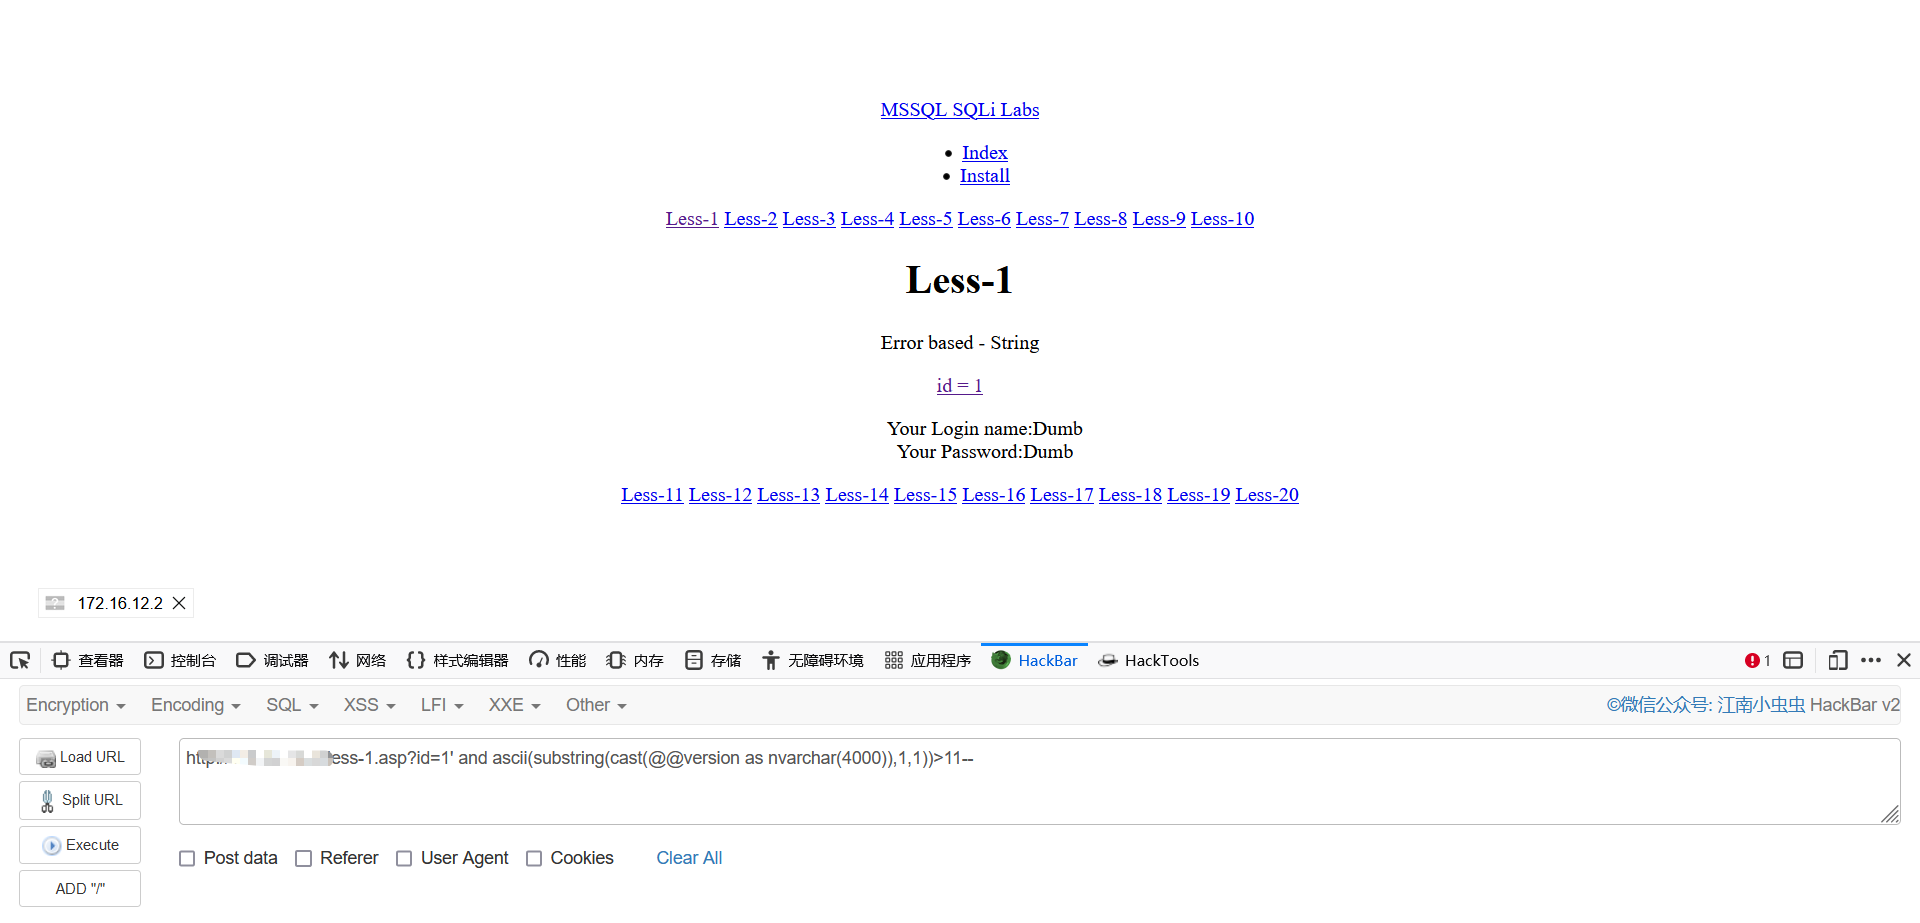 MSSQL SQLi Labs
Index
Install
Less-1 Less-2 Less-3 Less-4 Less-5 Less-6 Less-7 Less-8 Less-9 Less-10
Less-1
Error based - String
id = 1
Your Login name:Dumb
Your Password:Dumb
Less-11 Less-12 Less-13 Less-14 Less-15 Less-16 Less-17 Less-18 Less-19 Less-20
172.16.12.2
查看器 控制台 调试器 网络 {} 样式编辑器 性能 内存 存储 无障碍环境 应用程序 HackBar HackTools 1
Encryption Encoding SQL XSS LFI XXE Other ©微信公众号: 江南小虫虫 HackBar v2
Load URL
ess-1.asp?id=1' and ascii(substring(cast(@@version as nvarchar(4000)),1,1))>11--
Split URL
Execute
Post data Referer User Agent Cookies Clear All
ADD "/"